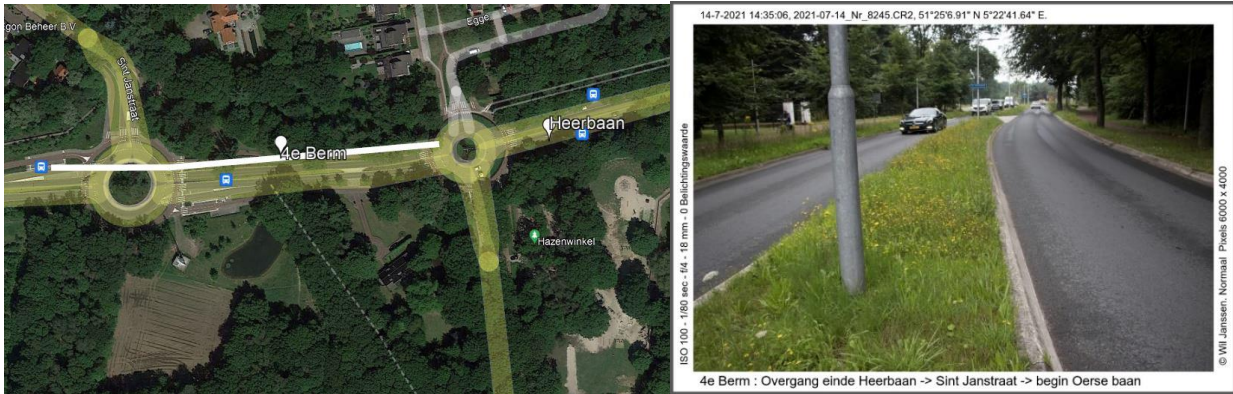 Egon Beheer B.V
Egge
Sint Janstraat
Heerbaan
4e Berm
Hazenwinkel
14-7-2021 14:35:06, 2021-07-14_Nr_8245.CR2, 51°25'6.91" N 5°22'41.64" E.
ISO 100 - 1/80 sec - f/4 - 18 mm - 0 Belichtingswaarde
© Wil Janssen. Normaal Pixels 6000 x 4000
4e Berm : Overgang einde Heerbaan -> Sint Janstraat -> begin Oerse baan